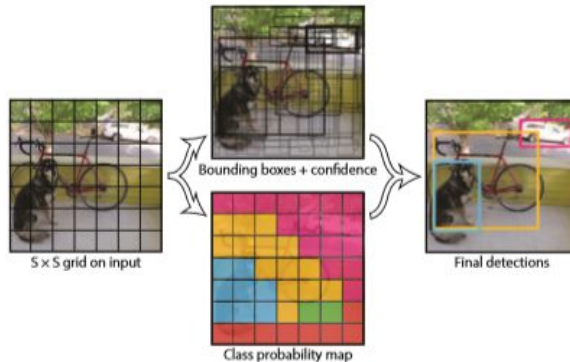 Bounding boxes + confidence
S × S grid on input
Final detections
Class probability map